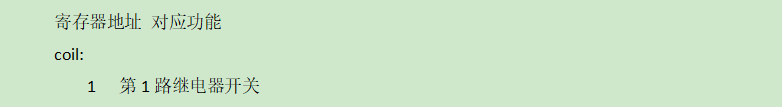 寄存器地址 对应功能
coil:
1 第 1 路继电器开关